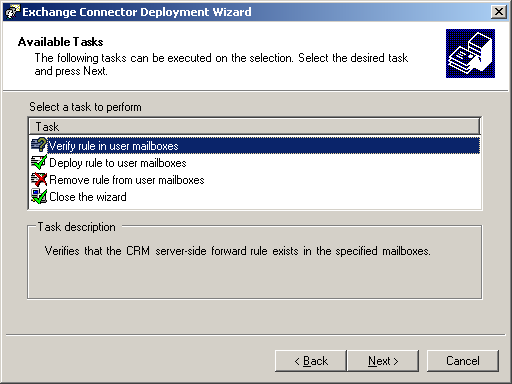 Exchange Connector Deployment Wizard
Available Tasks
The following tasks can be executed on the selection. Select the desired task
and press Next.
Select a task to perform
Task
Verify rule in user mailboxes
Deploy rule to user mailboxes
Remove rule from user mailboxes
Close the wizard
Task description
Verifies that the CRM server-side forward rule exists in the specified mailboxes.
< Back
Next >
Cancel